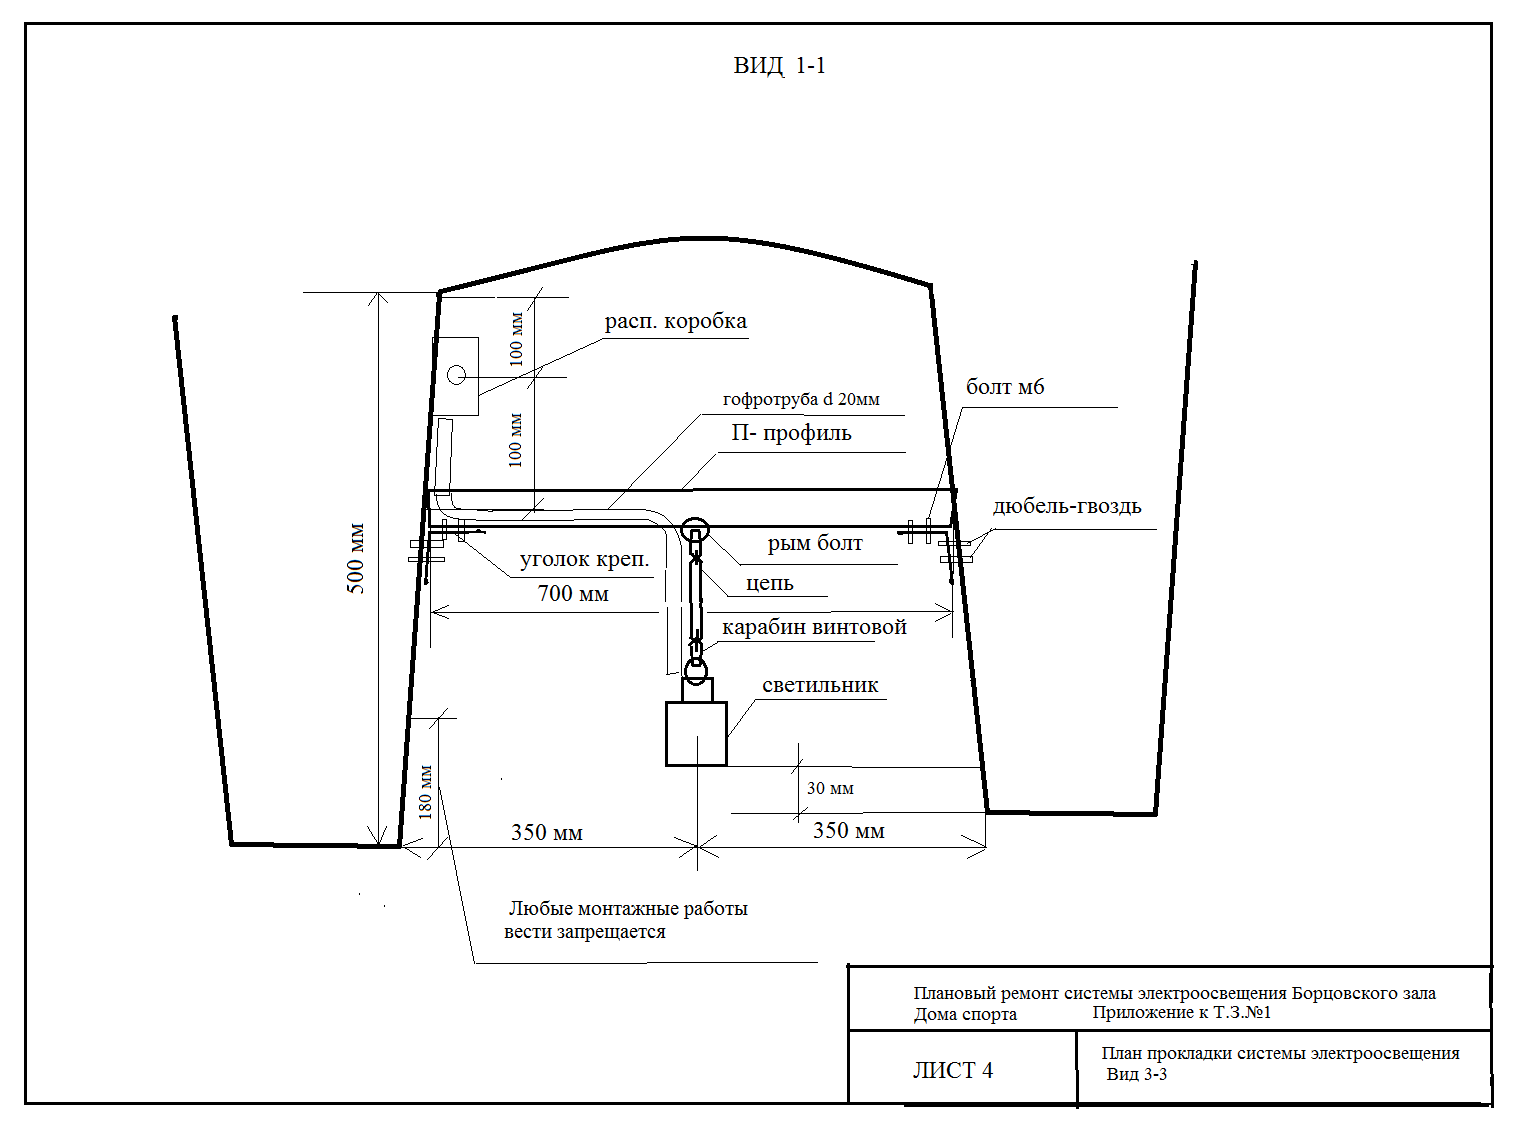 ВИД 1-1
расп. коробка
100 мм
болт м6
гофротруба d 20мм
П- профиль
100 мм
дюбель-гвоздь
рым болт
уголок креп.
500 мм
цепь
700 мм
карабин винтовой
светильник
180 мм
30 мм
350 мм
350 мм
Любые монтажные работы
вести запрещается
Плановый ремонт системы электроосвещения Борцовского зала
Дома спорта Приложение к Т.З.№1
ЛИСТ 4
План прокладки системы электроосвещения
Вид 3-3